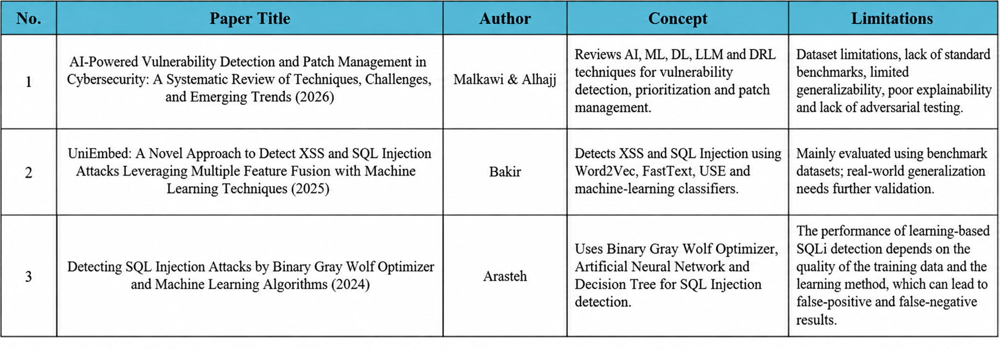 No.
Paper Title
Author
Concept
Limitations
1
AI-Powered Vulnerability Detection and Patch Management in
Cybersecurity: A Systematic Review of Techniques, Challenges,
and Emerging Trends (2026)
Malkawi & Alhajj
Reviews AI, ML, DL, LLM and DRL
techniques for vulnerability
detection, prioritization and patch
management.
Dataset limitations, lack of standard
benchmarks, limited
generalizability, poor explainability
and lack of adversarial testing.
2
UniEmbed: A Novel Approach to Detect XSS and SQL Injection
Attacks Leveraging Multiple Feature Fusion with Machine
Learning Techniques (2025)
Bakir
Detects XSS and SQL Injection using
Word2Vec, FastText, USE and
machine-learning classifiers.
Mainly evaluated using benchmark
datasets; real-world generalization
needs further validation.
3
Detecting SQL Injection Attacks by Binary Gray Wolf Optimizer
and Machine Learning Algorithms (2024)
Arasteh
Uses Binary Gray Wolf Optimizer,
Artificial Neural Network and
Decision Tree for SQL Injection
detection.
The performance of learning-based
SQLi detection depends on the
quality of the training data and the
learning method, which can lead to
false-positive and false-negative
results.